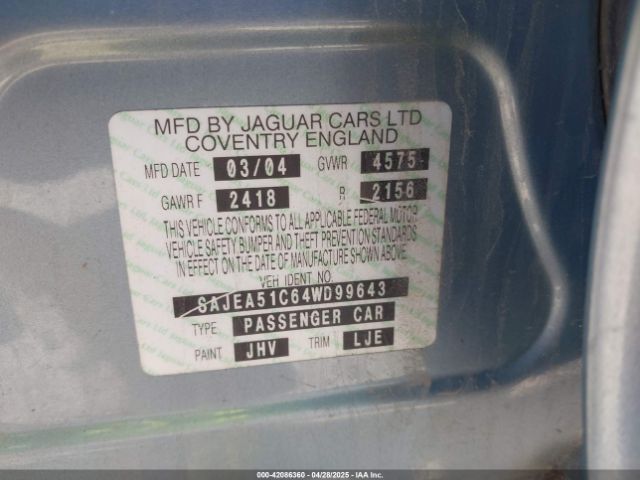 MFD BY JAGUAR CARS LTD
COVENTRY ENGLAND
MFD DATE 03/04 GVWR 4575
GAWR F 2418 R 2156
THIS VEHICLE CONFORMS TO ALL APPLICABLE FEDERAL MOTOR
VEHICLE SAFETY BUMPER AND THEFT PREVENTION STANDARDS
IN EFFECT ON THE DATE OF MANUFACTURE SHOWN ABOVE.
VEH IDENT. NO.
SAJEA51C64WD99643
TYPE PASSENGER CAR
PAINT JHV TRIM LJE
000-42086360 - 04/28/2025 - IAA Inc.